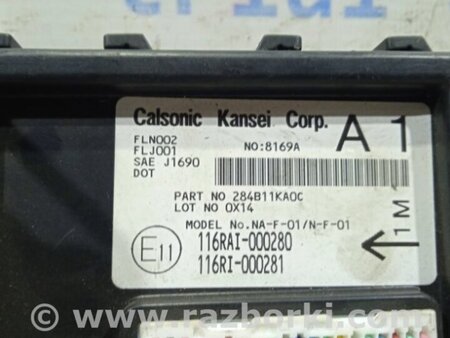 Calsonic Kansei Corp.
A1
FLN002
FLJ001
NO:8169A
SAE J1690
DOT
PART NO 284B11KA0C
LOT NO 0X14
MODEL No.NA-F-01/N-F-01
E11
116RAI-000280
116RI-000281
1M
www.razborki.com